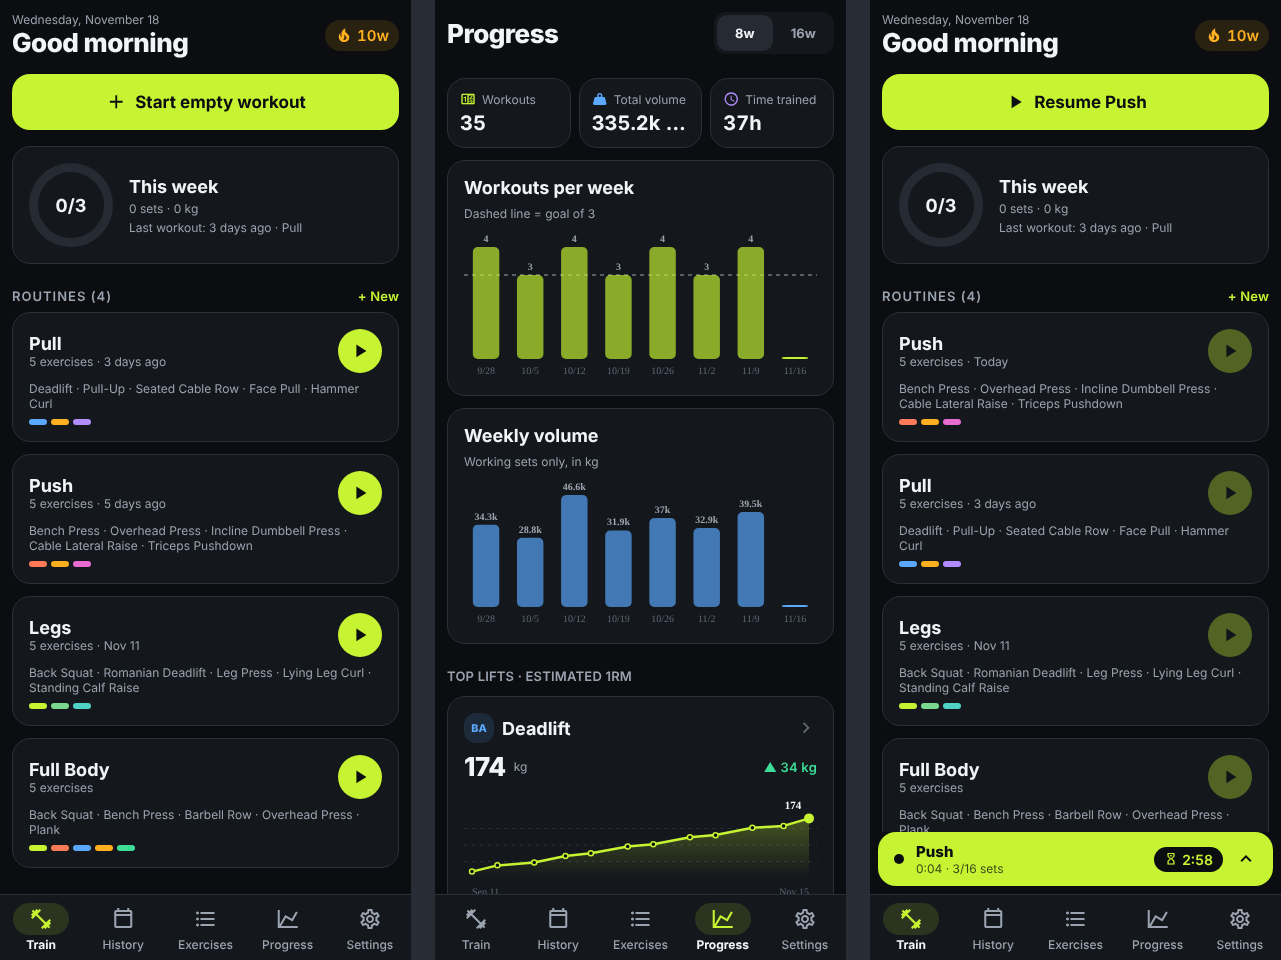 Wednesday, November 18
Good morning
10w
Start empty workout
0/3
This week
0 sets · 0 kg
Last workout: 3 days ago · Pull
ROUTINES (4)
+ New
Pull
5 exercises · 3 days ago
Deadlift · Pull-Up · Seated Cable Row · Face Pull · Hammer
Curl
Push
5 exercises · 5 days ago
Bench Press · Overhead Press · Incline Dumbbell Press ·
Cable Lateral Raise · Triceps Pushdown
Legs
5 exercises · Nov 11
Back Squat · Romanian Deadlift · Leg Press · Lying Leg Curl ·
Standing Calf Raise
Full Body
5 exercises
Back Squat · Bench Press · Barbell Row · Overhead Press ·
Plank
Train
History
Exercises
Progress
Settings
Progress
8w
16w
Workouts
35
Total volume
335.2k ...
Time trained
37h
Workouts per week
Dashed line = goal of 3
4
3
4
3
4
3
4
9/28
10/5
10/12
10/19
10/26
11/2
11/9
11/16
Weekly volume
Working sets only, in kg
34.3k
28.8k
46.6k
31.9k
37k
32.9k
39.5k
9/28
10/5
10/12
10/19
10/26
11/2
11/9
11/16
TOP LIFTS · ESTIMATED 1RM
BA
Deadlift
174 kg
▲ 34 kg
174
Sep 11
Nov 15
Train
History
Exercises
Progress
Settings
Wednesday, November 18
Good morning
10w
Resume Push
0/3
This week
0 sets · 0 kg
Last workout: 3 days ago · Pull
ROUTINES (4)
+ New
Push
5 exercises · Today
Bench Press · Overhead Press · Incline Dumbbell Press ·
Cable Lateral Raise · Triceps Pushdown
Pull
5 exercises · 3 days ago
Deadlift · Pull-Up · Seated Cable Row · Face Pull · Hammer
Curl
Legs
5 exercises · Nov 11
Back Squat · Romanian Deadlift · Leg Press · Lying Leg Curl ·
Standing Calf Raise
Full Body
5 exercises
Back Squat · Bench Press · Barbell Row · Overhead Press ·
Plank
Push
0:04 · 3/16 sets
2:58
Train
History
Exercises
Progress
Settings